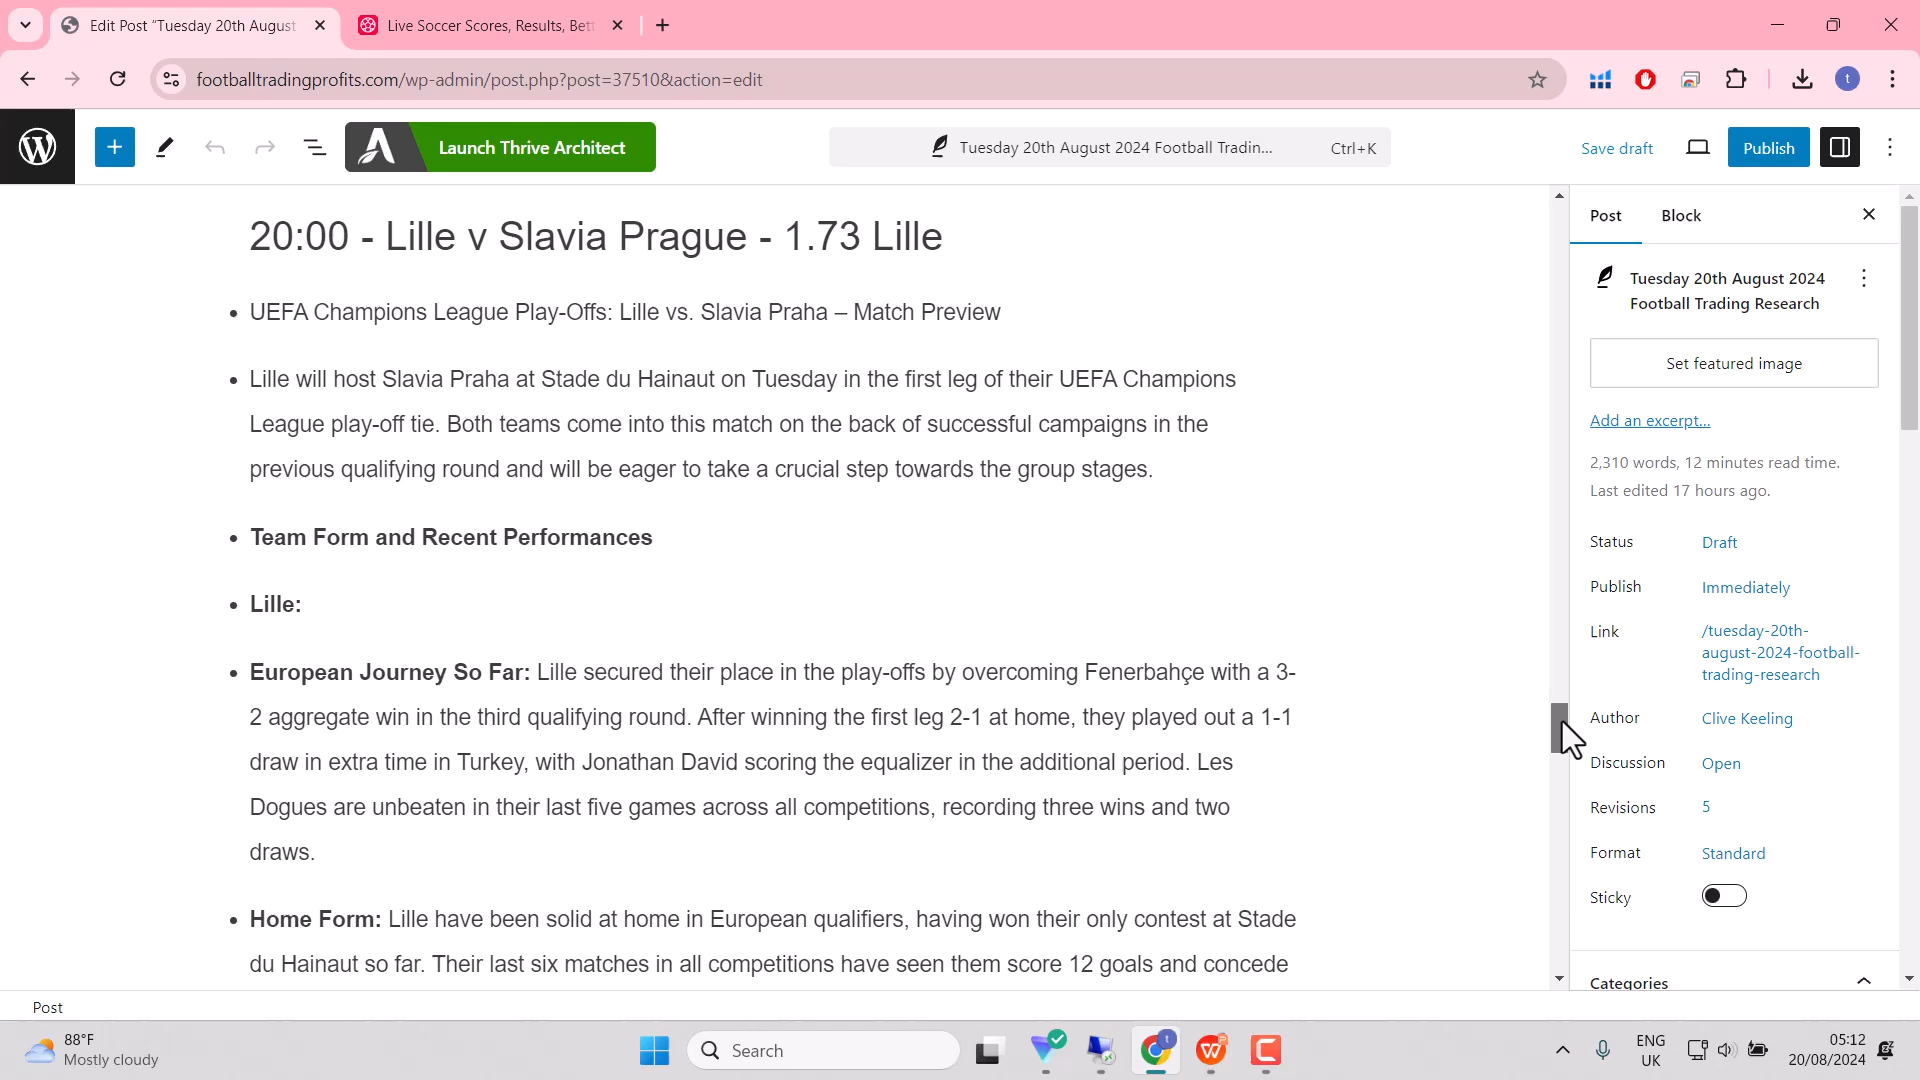 Edit Post “Tuesday 20th August
Live Soccer Scores, Results, Bett
footballtradingprofits.com/wp-admin/post.php?post=37510&action=edit
t
Launch Thrive Architect
Tuesday 20th August 2024 Football Tradin...
Ctrl+K
Save draft
Publish
20:00 - Lille v Slavia Prague - 1.73 Lille
• UEFA Champions League Play-Offs: Lille vs. Slavia Praha – Match Preview
• Lille will host Slavia Praha at Stade du Hainaut on Tuesday in the first leg of their UEFA Champions
League play-off tie. Both teams come into this match on the back of successful campaigns in the
previous qualifying round and will be eager to take a crucial step towards the group stages.
• Team Form and Recent Performances
• Lille:
• European Journey So Far: Lille secured their place in the play-offs by overcoming Fenerbahçe with a 3-
2 aggregate win in the third qualifying round. After winning the first leg 2-1 at home, they played out a 1-1
draw in extra time in Turkey, with Jonathan David scoring the equalizer in the additional period. Les
Dogues are unbeaten in their last five games across all competitions, recording three wins and two
draws.
• Home Form: Lille have been solid at home in European qualifiers, having won their only contest at Stade
du Hainaut so far. Their last six matches in all competitions have seen them score 12 goals and concede
Post
Block
Tuesday 20th August 2024
Football Trading Research
Set featured image
Add an excerpt...
2,310 words, 12 minutes read time.
Last edited 17 hours ago.
Status Draft
Publish Immediately
Link /tuesday-20th-
august-2024-football-
trading-research
Author Clive Keeling
Discussion Open
Revisions 5
Format Standard
Sticky
Categories
Post
88°F
Mostly cloudy
Search
t
ENG
UK
05:12
20/08/2024